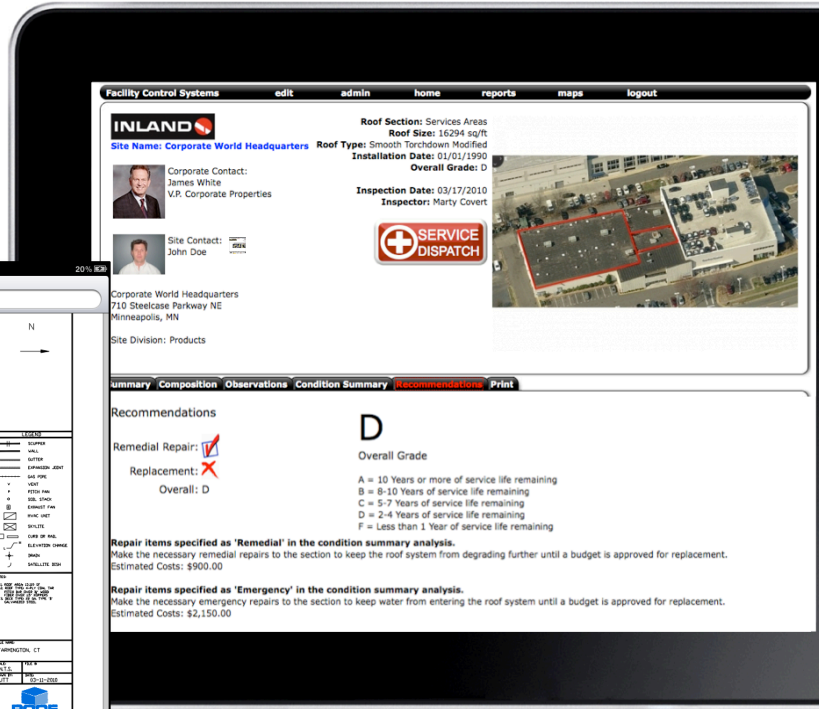 Facility Control Systems edit admin home reports maps logout
INLAND
Site Name: Corporate World Headquarters
Roof Section: Services Areas
Roof Size: 16294 sq/ft
Roof Type: Smooth Torchdown Modified
Installation Date: 01/01/1990
Overall Grade: D
Inspection Date: 03/17/2010
Inspector: Marty Covert
SERVICE
DISPATCH
Corporate Contact:
James White
V.P. Corporate Properties
Site Contact:
John Doe
Corporate World Headquarters
710 Steelcase Parkway NE
Minneapolis, MN
Site Division: Products
ummary Composition Observations Condition Summary Recommendations Print
Recommendations
Remedial Repair:
Replacement:
Overall: D
D
Overall Grade
A = 10 Years or more of service life remaining
B = 8-10 Years of service life remaining
C = 5-7 Years of service life remaining
D = 2-4 Years of service life remaining
F = Less than 1 Year of service life remaining
Repair items specified as 'Remedial' in the condition summary analysis.
Make the necessary remedial repairs to the section to keep the roof system from degrading further until a budget is approved for replacement.
Estimated Costs: $900.00
Repair items specified as 'Emergency' in the condition summary analysis.
Make the necessary emergency repairs to the section to keep water from entering the roof system until a budget is approved for replacement.
Estimated Costs: $2,150.00
20%
N
LEGEND
SCUPPER
WALL
GUTTER
EXPANSION JOINT
GAS PIPE
VENT
PITCH PAN
SOIL STACK
EXHAUST FAN
HVAC UNIT
SKYLITE
CURB OR RAIL
ELEVATION CHANGE
DRAIN
SATELLITE DISH
ARMINGTON, CT
FILE #
N.T.S.
DATE
03-11-2010